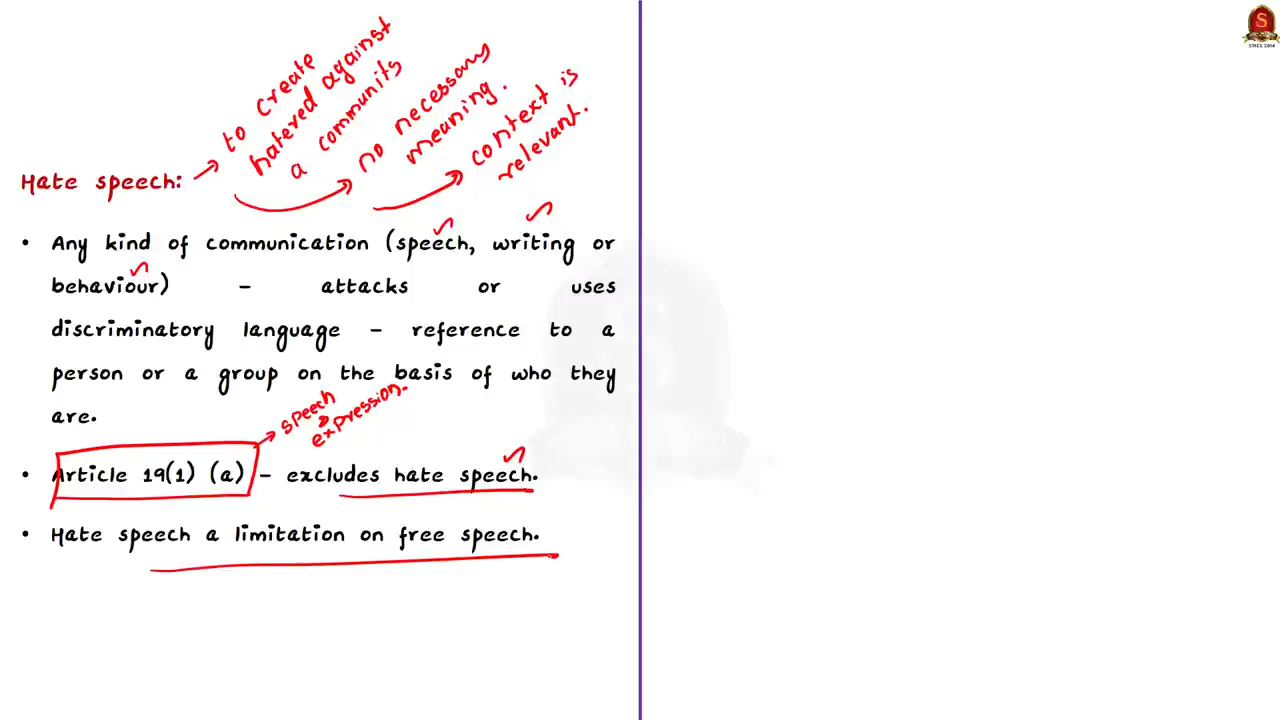 to create
hatered against
a community
no necessary
meaning.
context is
relevant.
Hate speech:
• Any kind of communication (speech, writing or
behaviour) – attacks or uses
discriminatory language – reference to a
person or a group on the basis of who they
are.
speech
&
expression.
• Article 19(1) (a) – excludes hate speech.
• Hate speech a limitation on free speech.
S
SINCE 2004
S